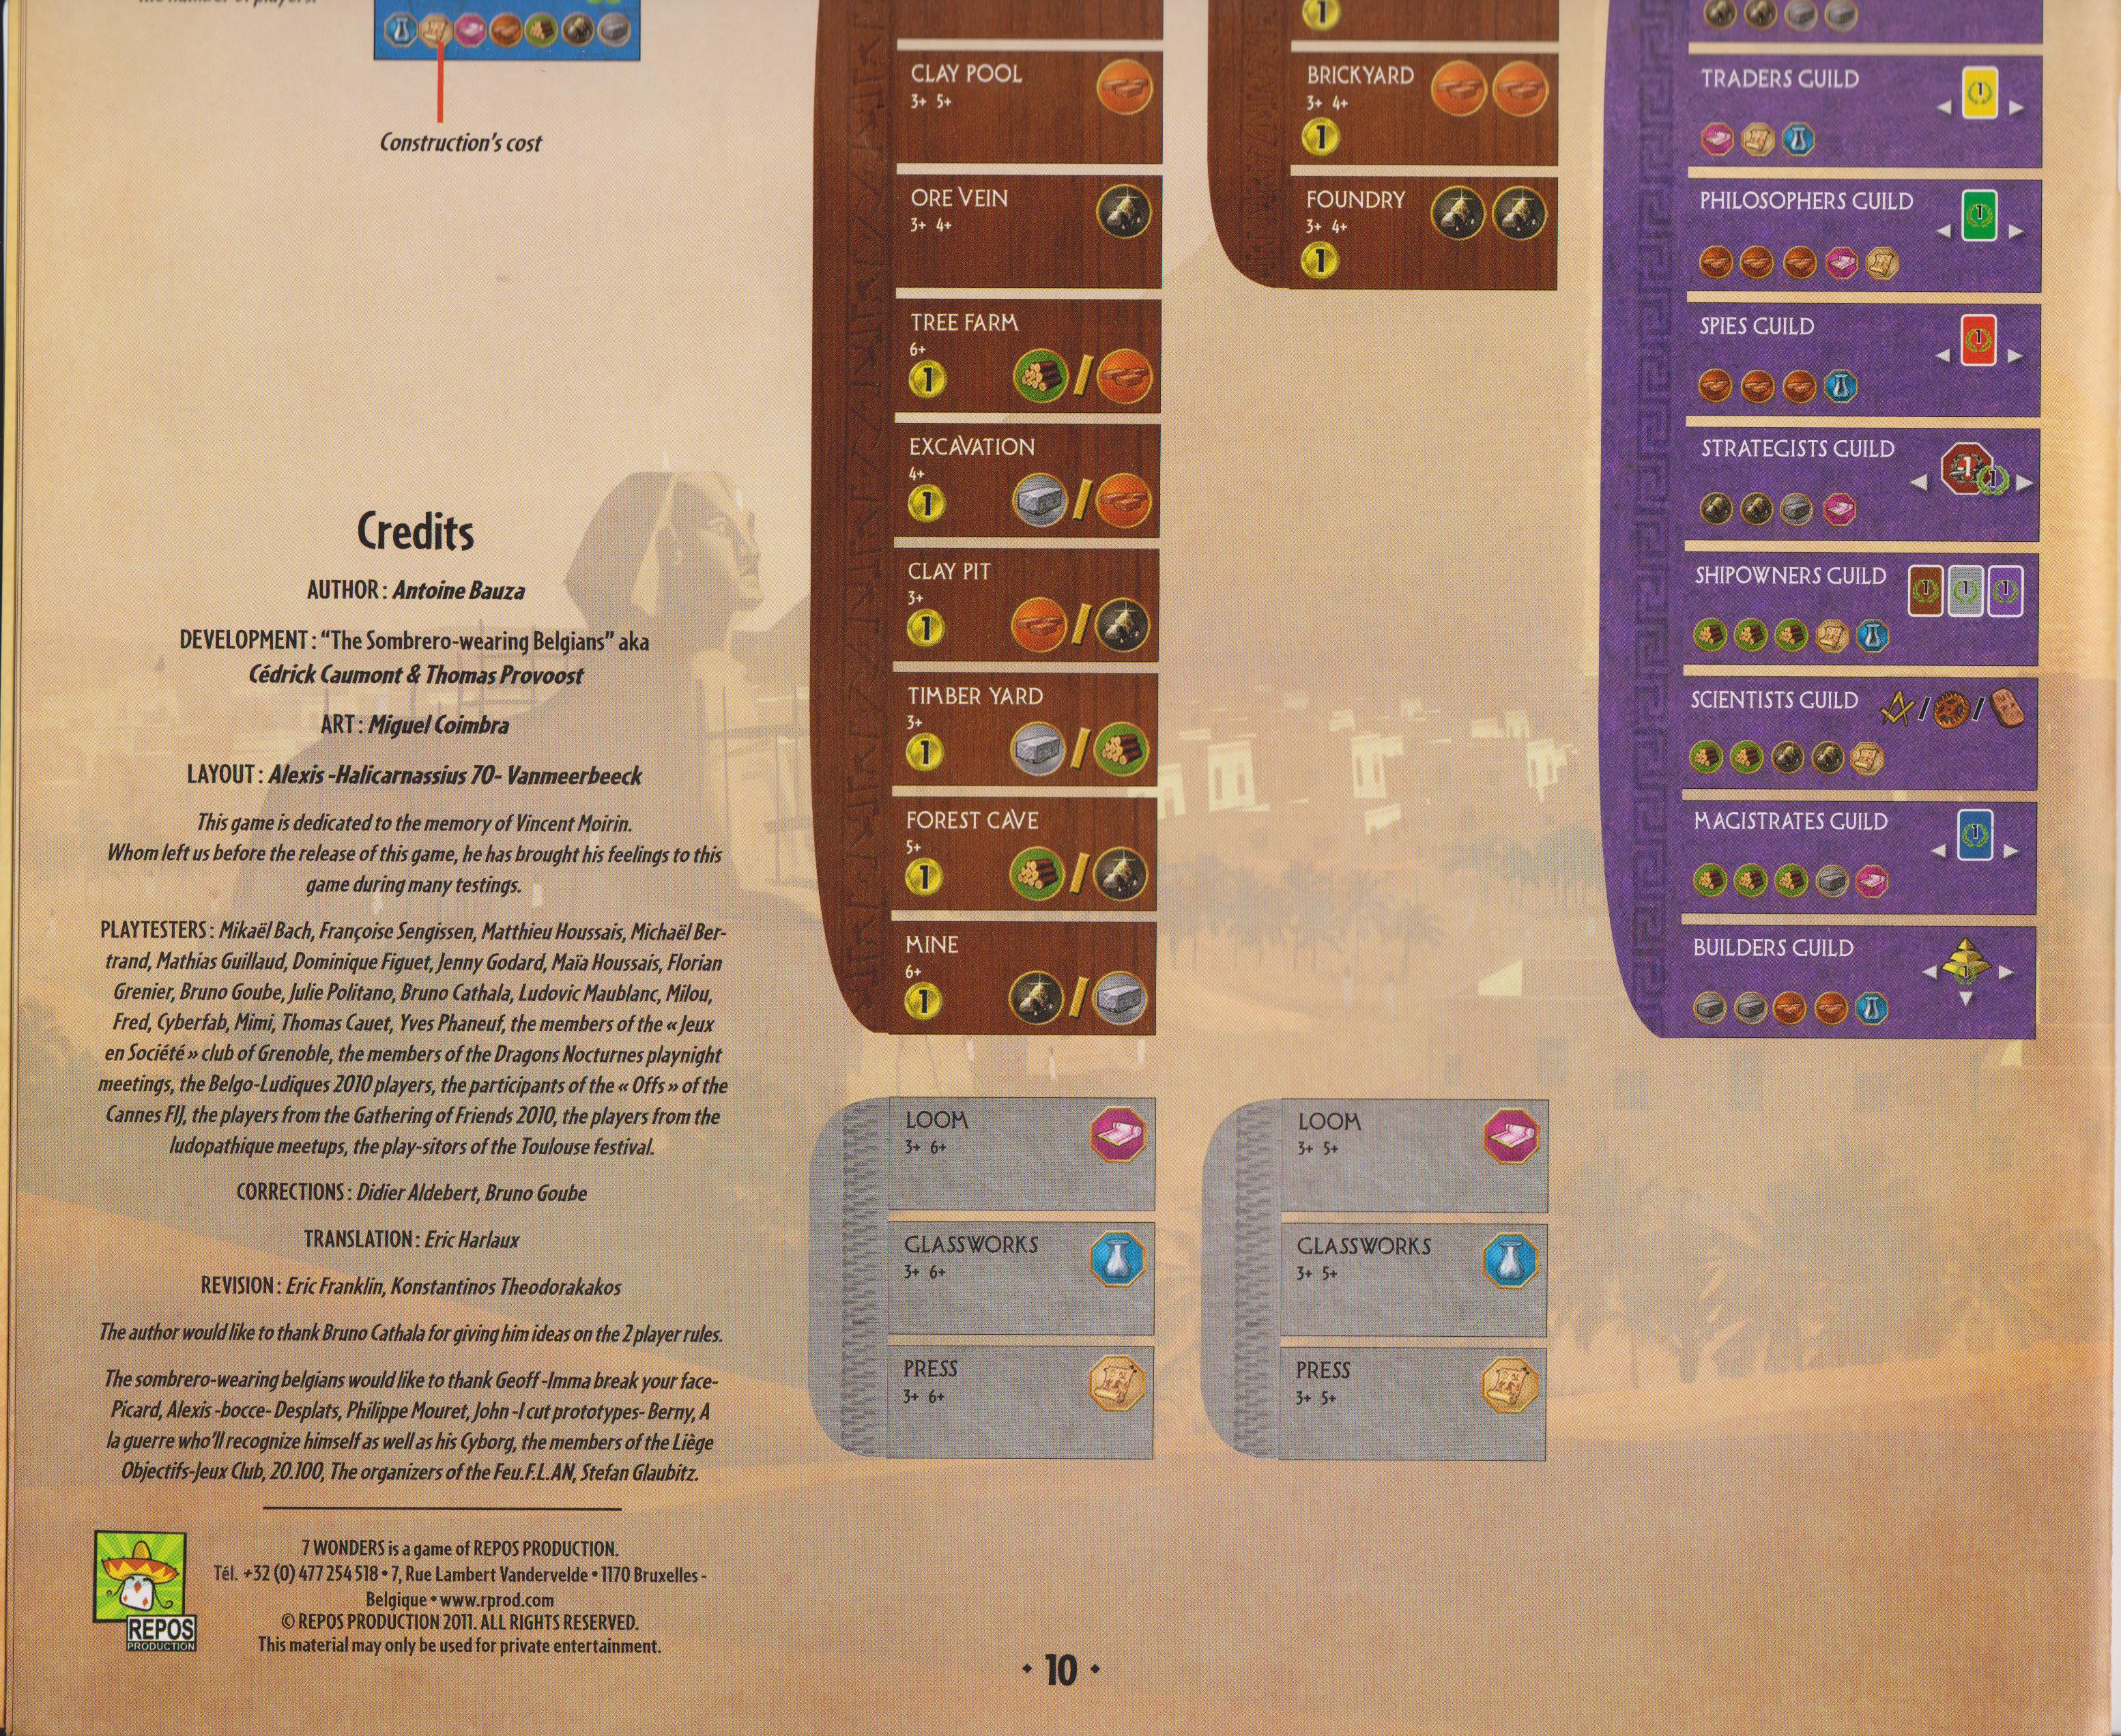 Construction's cost
Credits
AUTHOR : Antoine Bauza
DEVELOPMENT : “The Sombrero-wearing Belgians” aka
Cédrick Caumont & Thomas Provoost
ART : Miguel Coimbra
LAYOUT : Alexis -Halicarnassius 70- Vanmeerbeeck
This game is dedicated to the memory of Vincent Moirin.
Whom left us before the release of this game, he has brought his feelings to this
game during many testings.
PLAYTESTERS : Mikaël Bach, Françoise Sengissen, Matthieu Houssais, Michaël Ber-
trand, Mathias Guillaud, Dominique Figuet, Jenny Godard, Maïa Houssais, Florian
Grenier, Bruno Goube, Julie Politano, Bruno Cathala, Ludovic Maublanc, Milou,
Fred, Cyberfab, Mimi, Thomas Cauet, Yves Phaneuf, the members of the « Jeux
en Société » club of Grenoble, the members of the Dragons Nocturnes playnight
meetings, the Belgo-Ludiques 2010 players, the participants of the « Offs » of the
Cannes FIJ, the players from the Gathering of Friends 2010, the players from the
ludopathique meetups, the play-sitors of the Toulouse festival.
CORRECTIONS : Didier Aldebert, Bruno Goube
TRANSLATION : Eric Harlaux
REVISION : Eric Franklin, Konstantinos Theodorakakos
The author would like to thank Bruno Cathala for giving him ideas on the 2 player rules.
The sombrero-wearing belgians would like to thank Geoff -Imma break your face-
Picard, Alexis -bocce- Desplats, Philippe Mouret, John -I cut prototypes- Berny, A
la guerre who'll recognize himself as well as his Cyborg, the members of the Liège
Objectifs-Jeux Club, 20.100, The organizers of the Feu.F.L.AN, Stefan Glaubitz.
REPOS
PRODUCTION
7 WONDERS is a game of REPOS PRODUCTION.
Tél. +32 (0) 477 254 518 • 7, Rue Lambert Vandervelde • 1170 Bruxelles -
Belgique • www.rprod.com
© REPOS PRODUCTION 2011. ALL RIGHTS RESERVED.
This material may only be used for private entertainment.
CLAY POOL
3+ 5+
ORE VEIN
3+ 4+
TREE FARM
6+
1 /
EXCAVATION
4+
1 /
CLAY PIT
3+
1 /
TIMBER YARD
3+
1 /
FOREST CAVE
5+
1 /
MINE
6+
1 /
LOOM
3+ 6+
GLASSWORKS
3+ 6+
PRESS
3+ 6+
1
BRICKYARD
3+ 4+
1
FOUNDRY
3+ 4+
1
LOOM
3+ 5+
GLASSWORKS
3+ 5+
PRESS
3+ 5+
TRADERS GUILD
1
PHILOSOPHERS GUILD
1
SPIES GUILD
1
STRATEGISTS GUILD
-1 1
SHIPOWNERS GUILD
1 1 1
SCIENTISTS GUILD
/ /
MAGISTRATES GUILD
1
BUILDERS GUILD
1
• 10 •